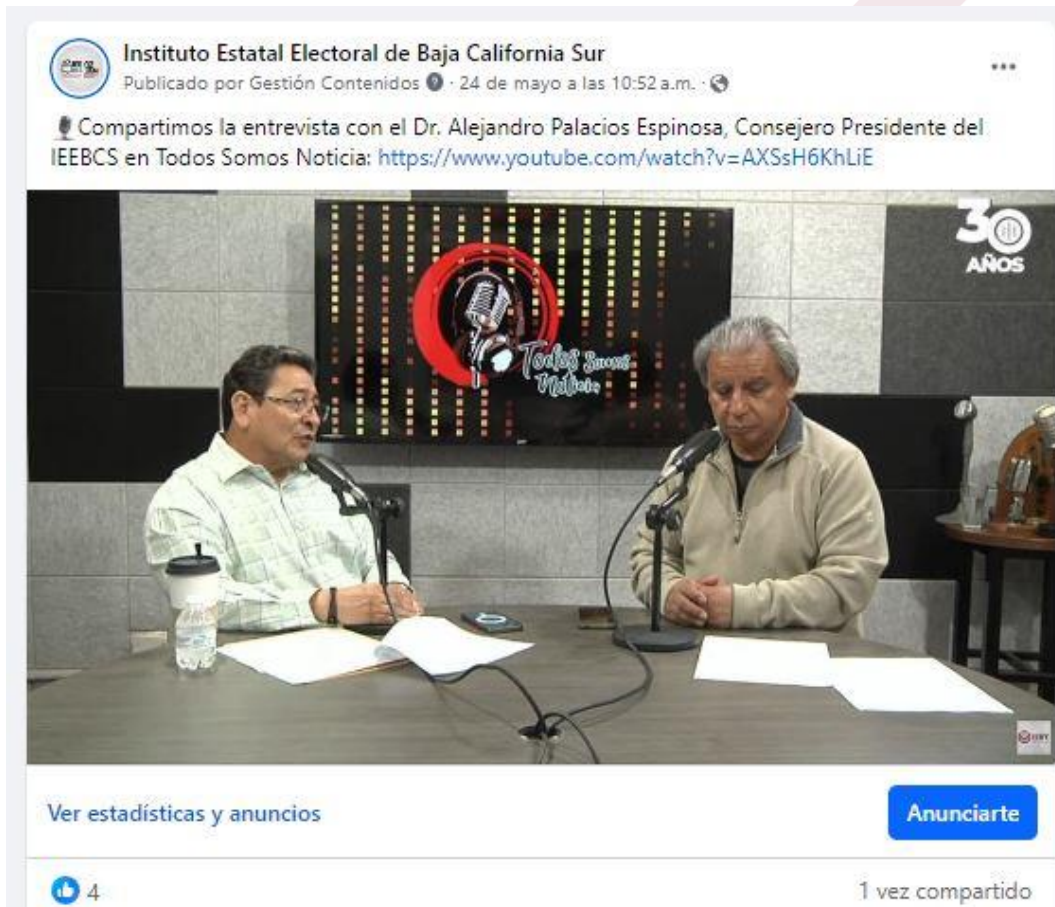 Instituto Estatal Electoral de Baja California Sur
Publicado por Gestión Contenidos · 24 de mayo a las 10:52 a.m. ·
Compartimos la entrevista con el Dr. Alejandro Palacios Espinosa, Consejero Presidente del
IEEBCS en Todos Somos Noticia: https://www.youtube.com/watch?v=AXSsH6KhLiE
30
AÑOS
Todos Somos
Noticia
Ver estadísticas y anuncios
Anunciarte
4
1 vez compartido